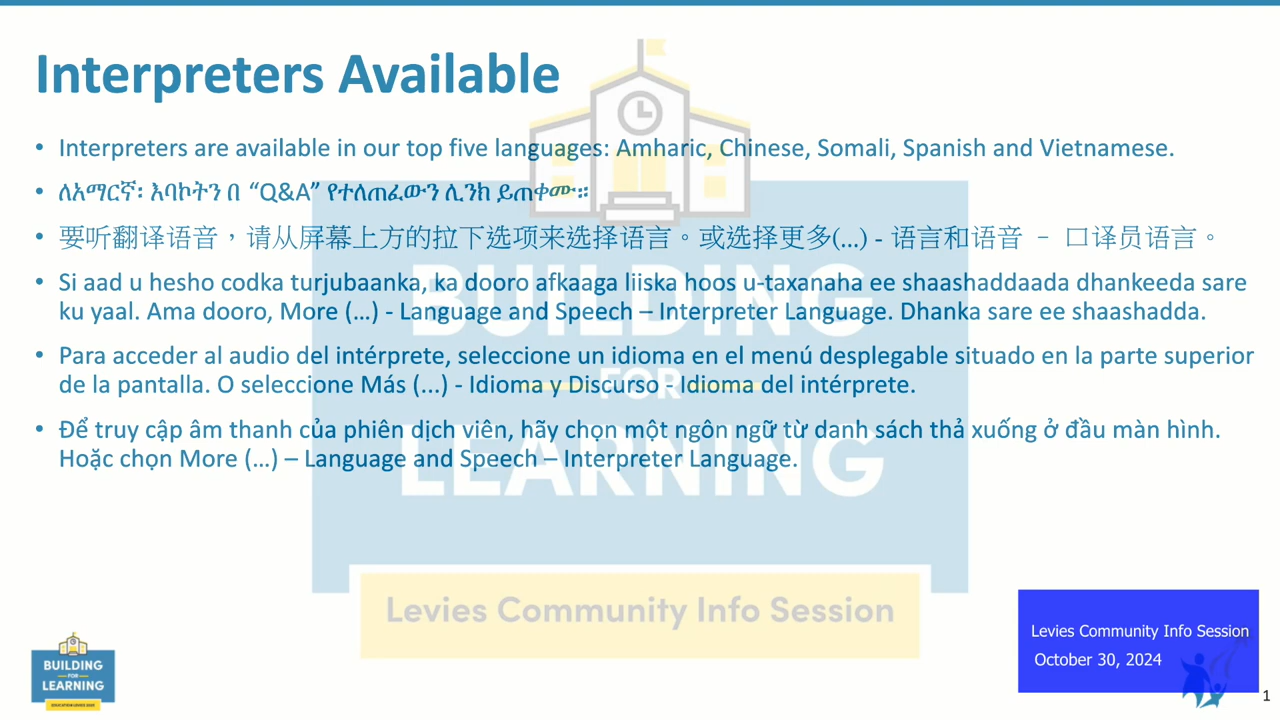 Interpreters Available
• Interpreters are available in our top five languages: Amharic, Chinese, Somali, Spanish and Vietnamese.
• ለአማርኛ፡ እባኮትን በ “Q&A” የተለጠፈውን ሊንክ ይጠቀሙ።
• 要听翻译语音，请从屏幕上方的拉下选项来选择语言。或选择更多(...) - 语言和语音 － 口译员语言。
• Si aad u hesho codka turjubaanka, ka dooro afkaaga liiska hoos u-taxanaha ee shaashaddaada dhankeeda sare
ku yaal. Ama dooro, More (…) - Language and Speech – Interpreter Language. Dhanka sare ee shaashadda.
• Para acceder al audio del intérprete, seleccione un idioma en el menú desplegable situado en la parte superior
de la pantalla. O seleccione Más (...) - Idioma y Discurso - Idioma del intérprete.
• Để truy cập âm thanh của phiên dịch viên, hãy chọn một ngôn ngữ từ danh sách thả xuống ở đầu màn hình.
Hoặc chọn More (…) – Language and Speech – Interpreter Language.
BUILDING
FOR
LEARNING
Levies Community Info Session
BUILDING
FOR
LEARNING
Levies Community Info Session
October 30, 2024
1